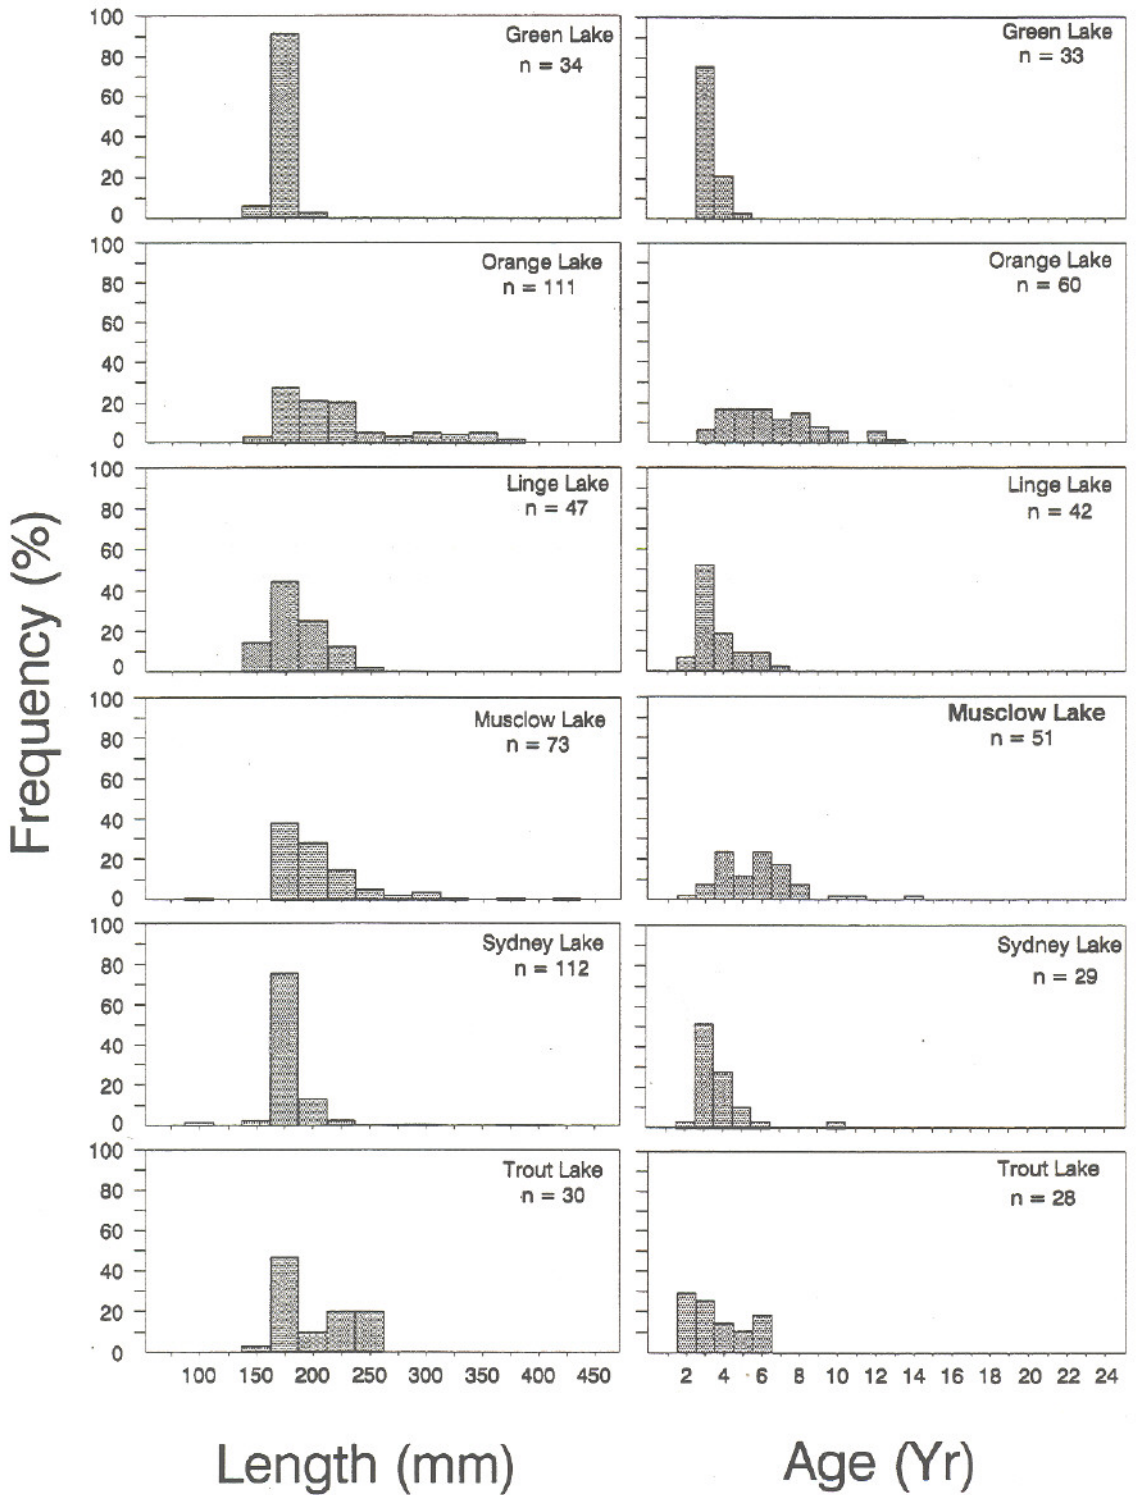 Frequency (%)
100
80
60
40
20
0
Green Lake
n = 34
Green Lake
n = 33
100
80
60
40
20
0
Orange Lake
n = 111
Orange Lake
n = 60
100
80
60
40
20
0
Linge Lake
n = 47
Linge Lake
n = 42
100
80
60
40
20
0
Musclow Lake
n = 73
Musclow Lake
n = 51
100
80
60
40
20
0
Sydney Lake
n = 112
Sydney Lake
n = 29
100
80
60
40
20
0
Trout Lake
n = 30
Trout Lake
n = 28
100 150 200 250 300 350 400 450
2 4 6 8 10 12 14 16 18 20 22 24
Length (mm)
Age (Yr)